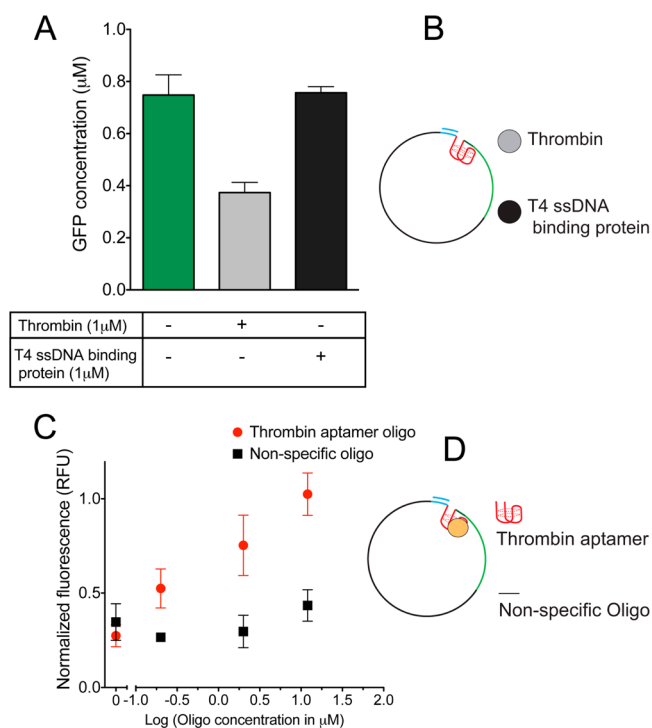 A
B
GFP concentration (μM)
1.0
0.8
0.6
0.4
0.2
0.0
Thrombin
T4 ssDNA
binding
protein
Thrombin (1μM) - + -
T4 ssDNA binding
protein (1μM) - - +
C
D
Thrombin aptamer oligo
Non-specific oligo
Normalized fluorescence (RFU)
1.0
0.5
0.0
0 -1.0 -0.5 0.0 0.5 1.0 1.5 2.0
Log (Oligo concentration in μM)
Thrombin aptamer
Non-specific Oligo